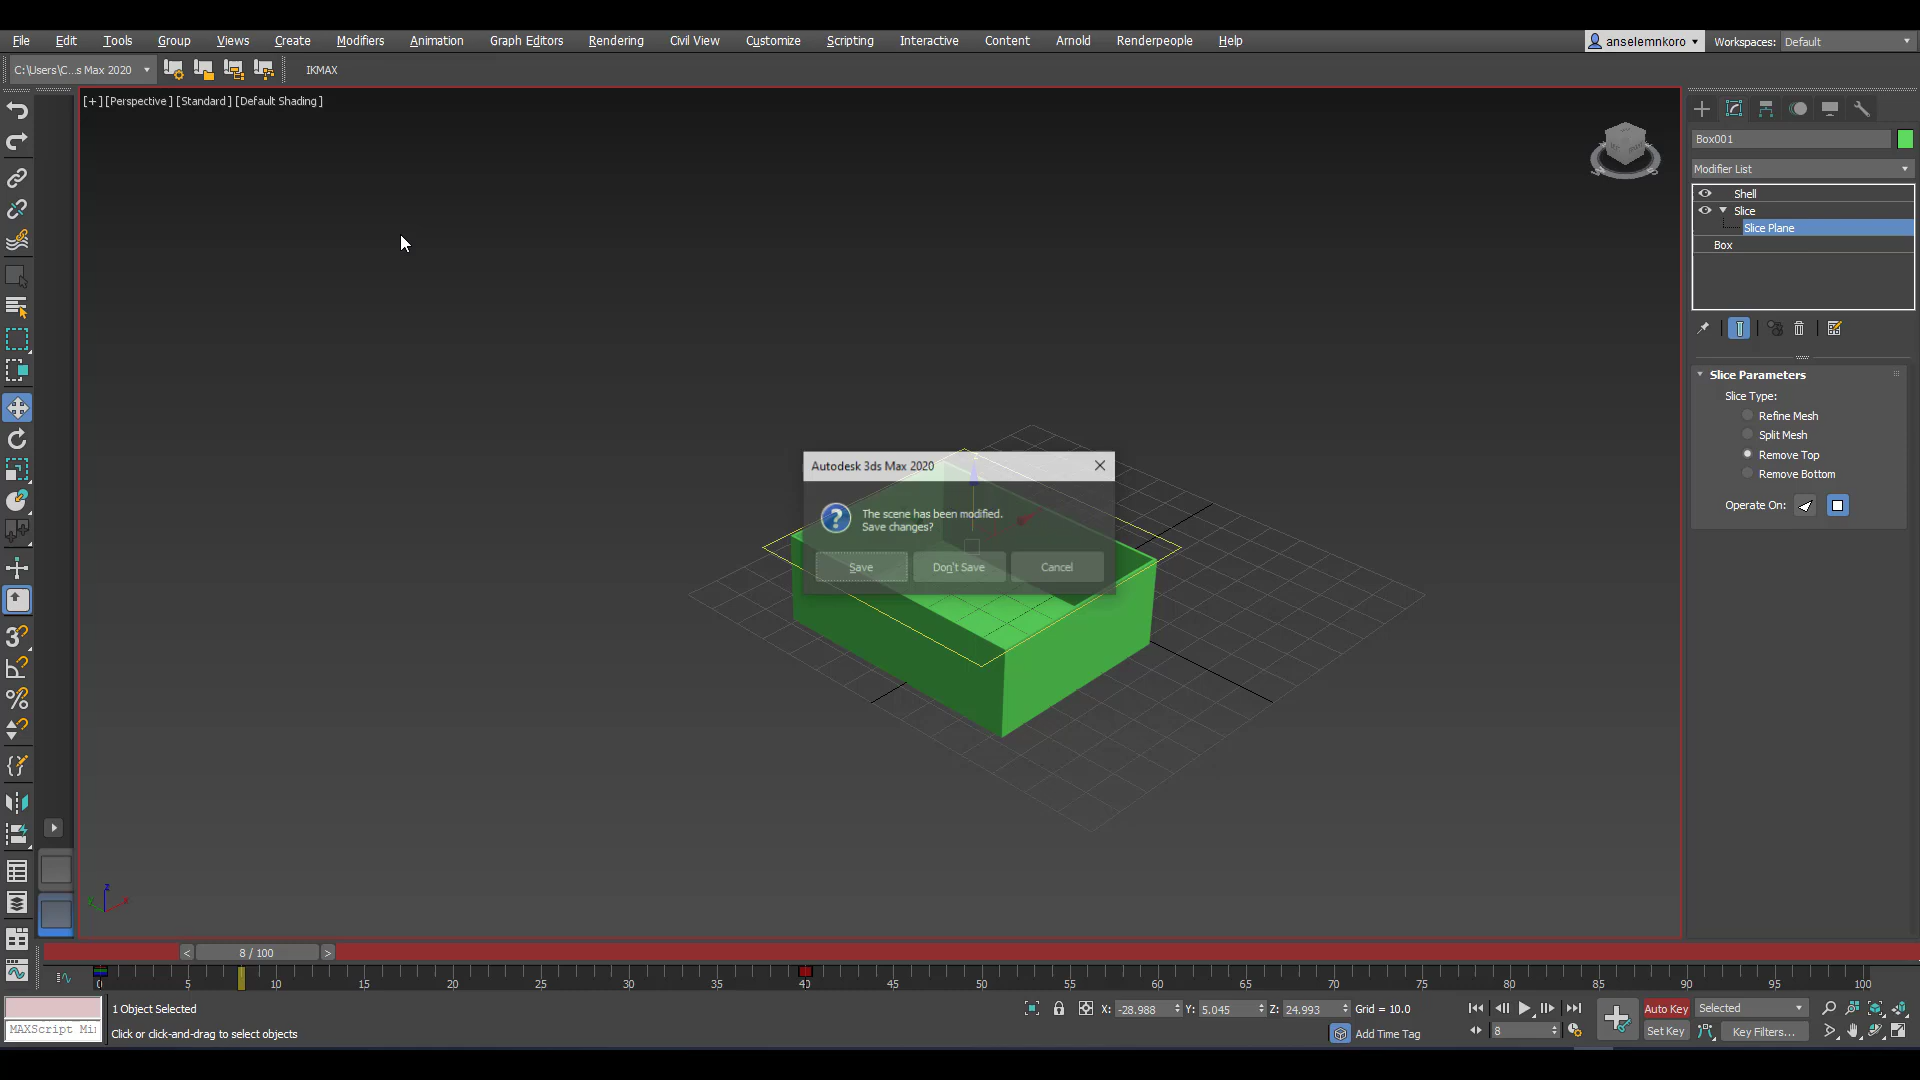 File Edit Tools Group Views Create Modifiers Animation Graph Editors Rendering Civil View Customize Scripting Interactive Content Arnold Renderpeople Help anselemnkoro Workspaces: Default
C:\Users\C...s Max 2020 IKMAX
[+] [Perspective ] [Standard ] [Default Shading ]
Box001
Modifier List
Shell
Slice
Slice Plane
Box
Slice Parameters
Slice Type:
Refine Mesh
Split Mesh
Remove Top
Remove Bottom
Operate On:
Autodesk 3ds Max 2020
The scene has been modified.
Save changes?
Save Don't Save Cancel
z
x
< 8 / 100 >
0 5 10 15 20 25 30 35 40 45 50 55 60 65 70 75 80 85 90 95 100
1 Object Selected X: -28.988 Y: 5.045 Z: 24.993 Grid = 10.0 Auto Key Selected
MAXScript Mi Click or click-and-drag to select objects Add Time Tag 8 Set Key Key Filters...